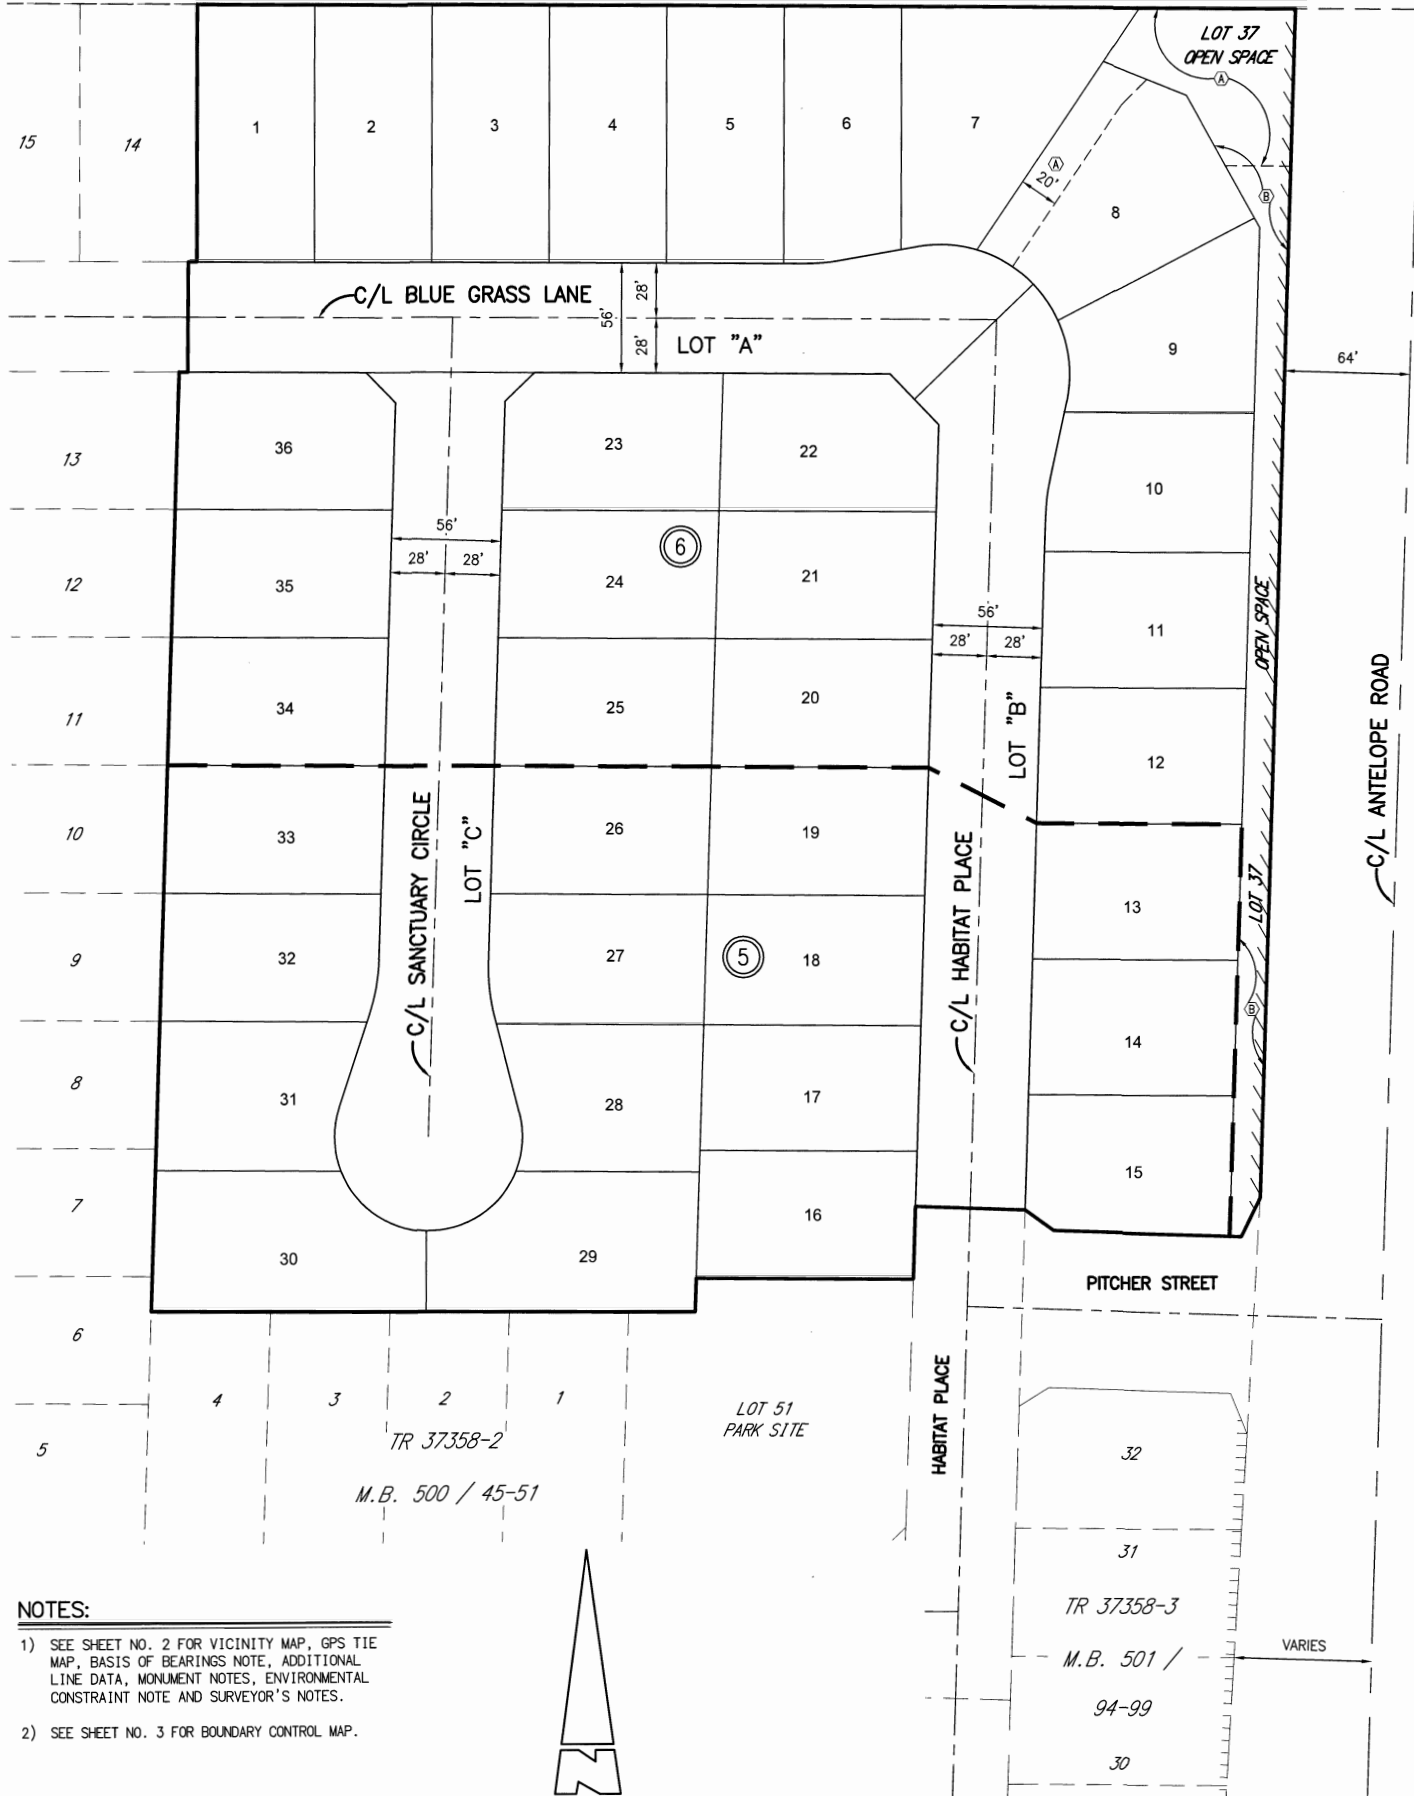 LOT 37
OPEN SPACE
A
15
14
1
2
3
4
5
6
7
A
20'
8
B
C/L BLUE GRASS LANE
28'
56'
28'
LOT "A"
9
64'
13
36
23
22
10
56'
28'
28'
6
12
35
24
21
OPEN SPACE
56'
28'
28'
11
11
34
25
20
LOT "B"
12
C/L ANTELOPE ROAD
10
33
C/L SANCTUARY CIRCLE
LOT "C"
26
19
C/L HABITAT PLACE
13
LOT 37
9
32
27
5
18
B
14
8
31
28
17
15
7
30
29
16
PITCHER STREET
6
4
3
2
1
LOT 51
PARK SITE
HABITAT PLACE
5
TR 37358-2
M.B. 500 / 45-51
32
31
TR 37358-3
M.B. 501 /
94-99
30
VARIES
NOTES:
1) SEE SHEET NO. 2 FOR VICINITY MAP, GPS TIE
MAP, BASIS OF BEARINGS NOTE, ADDITIONAL
LINE DATA, MONUMENT NOTES, ENVIRONMENTAL
CONSTRAINT NOTE AND SURVEYOR'S NOTES.
2) SEE SHEET NO. 3 FOR BOUNDARY CONTROL MAP.
N